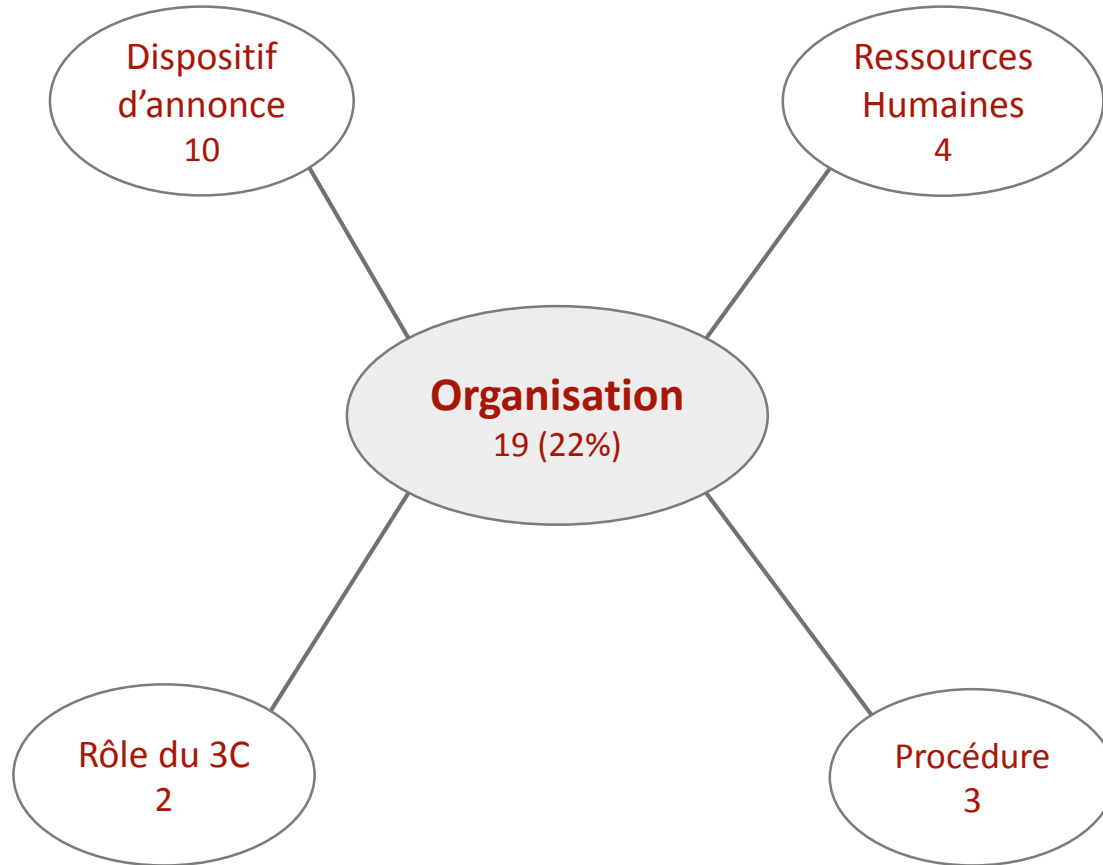 Dispositif
d’annonce
10
Ressources
Humaines
4
Organisation
19 (22%)
Rôle du 3C
2
Procédure
3